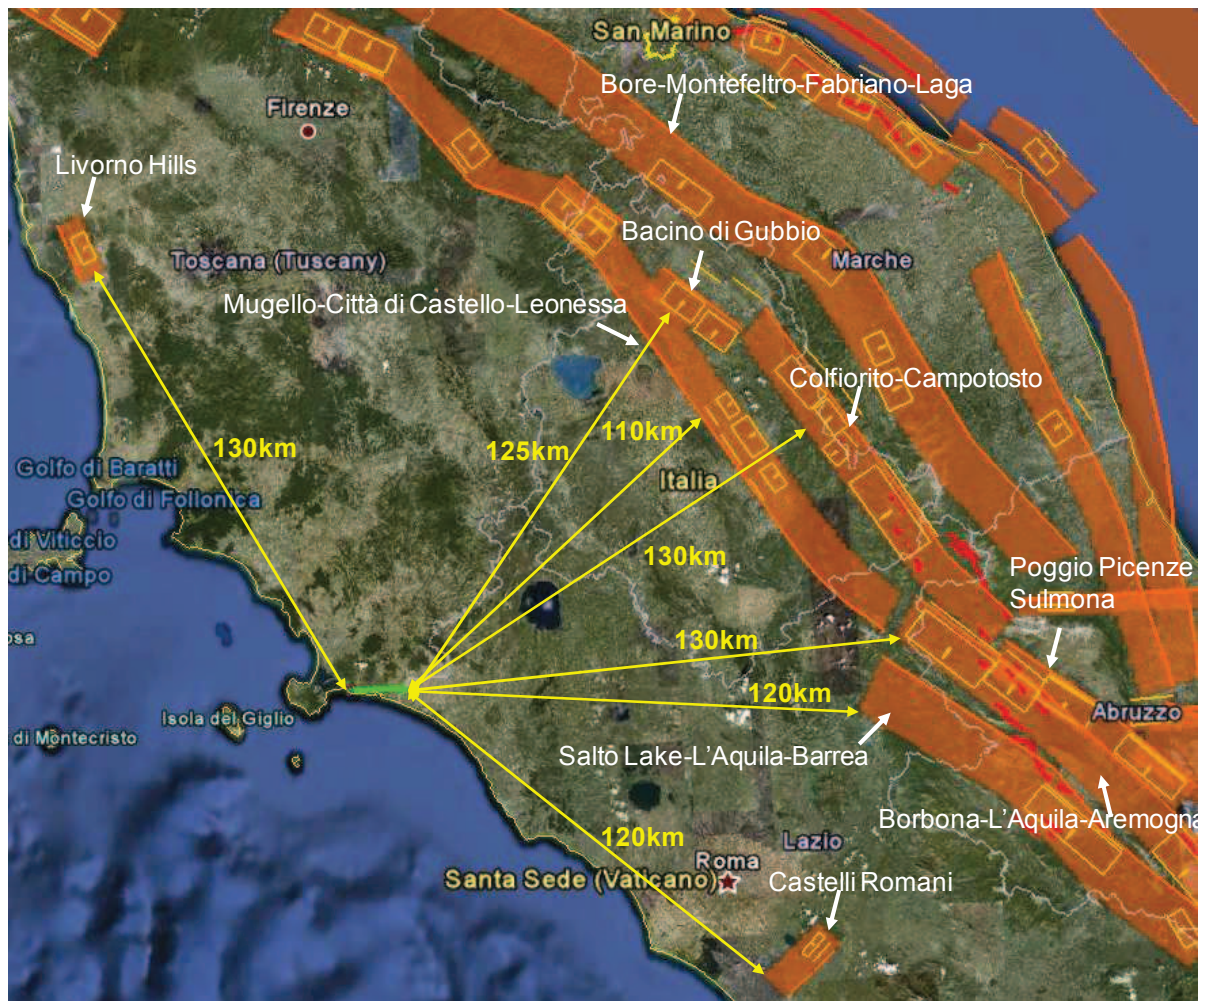 San Marino
Bore-Montefeltro-Fabriano-Laga
Firenze
Livorno Hills
Bacino di Gubbio
Toscana (Tuscany)
Marche
Mugello-Città di Castello-Leonessa
Colfiorito-Campotosto
110km
130km
125km
Golfo di Baratti
Italia
Golfo di Follonica
di Viticcio
130km
di Campo
Poggio Picenze
Sulmona
osa
130km
120km
Isola del Giglio
Abruzzo
di Montecristo
Salto Lake-L'Aquila-Barrea
Borbona-L'Aquila-Aremogna
120km
Lazio
Roma
Santa Sede (Vaticano)
Castelli Romani